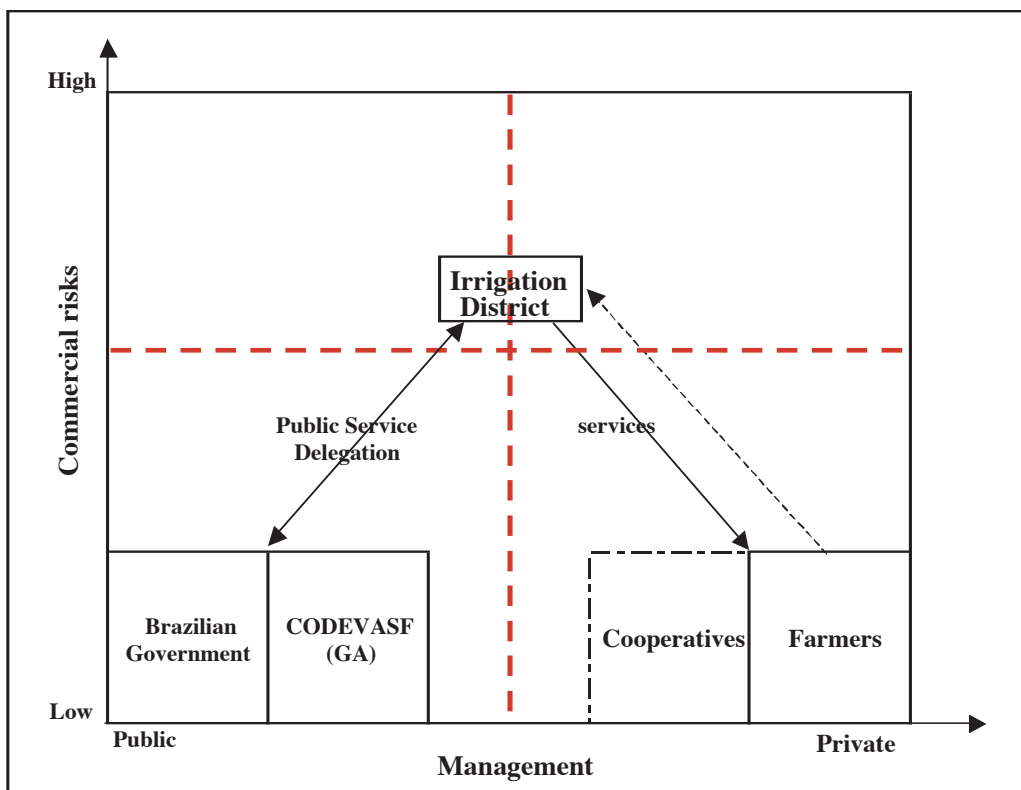 High
Commercial risks
Irrigation
District
Public Service
Delegation
services
Brazilian
Government
CODEVASF
(GA)
Cooperatives
Farmers
Low
Public
Private
Management